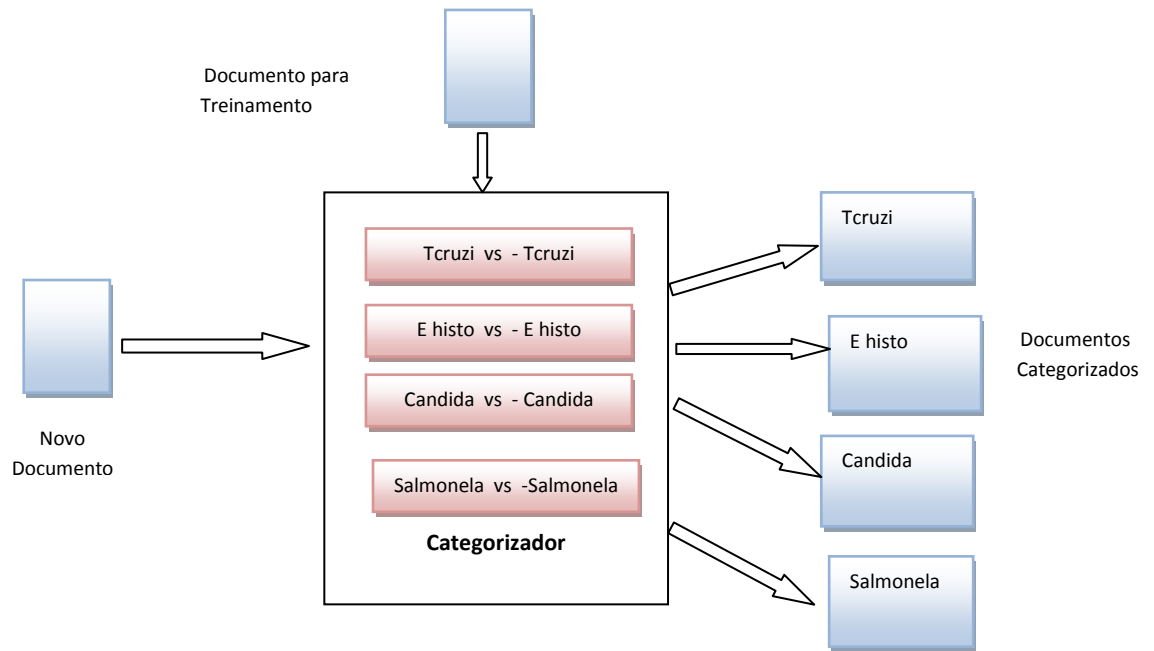 Documento para
Treinamento
Tcruzi vs - Tcruzi
E histo vs - E histo
Candida vs - Candida
Salmonela vs -Salmonela
Categorizador
Novo
Documento
Tcruzi
E histo
Candida
Salmonela
Documentos
Categorizados